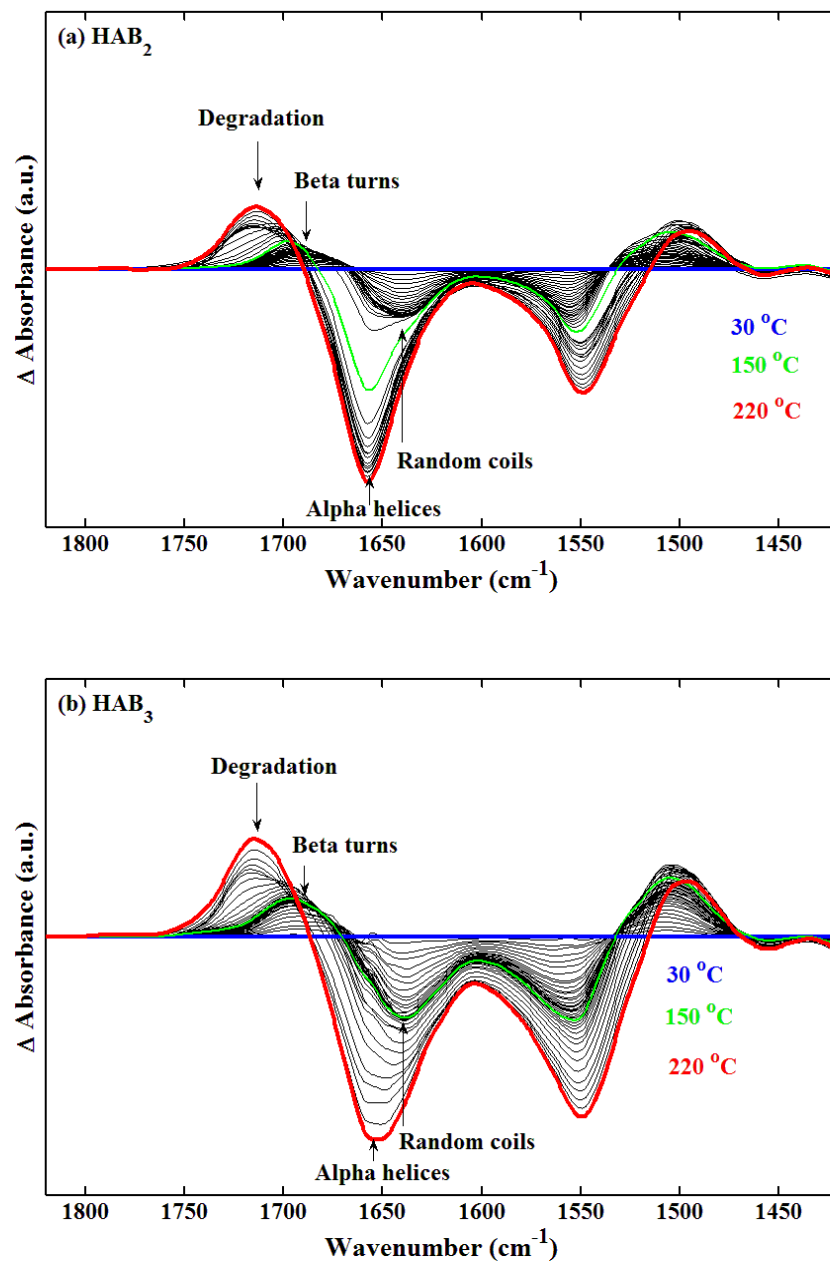 (a) HAB2
Degradation
Beta turns
Δ Absorbance (a.u.)
30 °C
150 °C
220 °C
Random coils
Alpha helices
1800 1750 1700 1650 1600 1550 1500 1450
Wavenumber (cm-1)
(b) HAB3
Degradation
Beta turns
Δ Absorbance (a.u.)
30 °C
150 °C
220 °C
Random coils
Alpha helices
1800 1750 1700 1650 1600 1550 1500 1450
Wavenumber (cm-1)